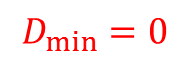 D_min = 0